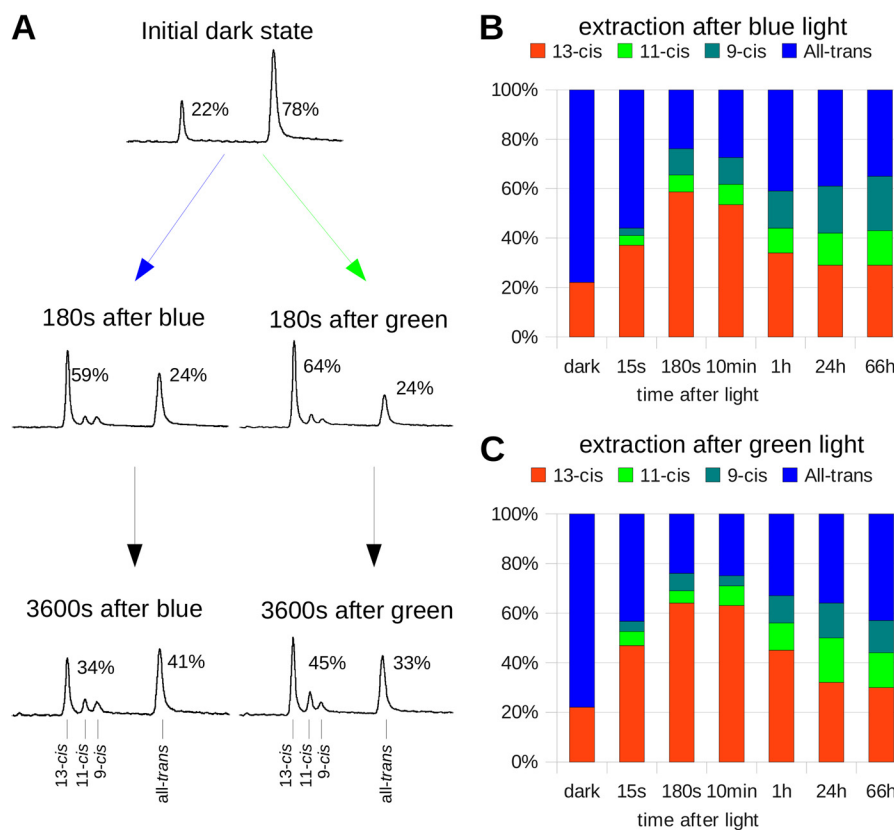 A
Initial dark state
22%
78%
180s after blue
180s after green
59%
24%
64%
24%
3600s after blue
3600s after green
34%
41%
45%
33%
13-cis
11-cis
9-cis
all-trans
13-cis
11-cis
9-cis
all-trans
B
extraction after blue light
13-cis 11-cis 9-cis All-trans
100%
80%
60%
40%
20%
0%
dark 15s 180s 10min 1h 24h 66h
time after light
C
extraction after green light
13-cis 11-cis 9-cis All-trans
100%
80%
60%
40%
20%
0%
dark 15s 180s 10min 1h 24h 66h
time after light